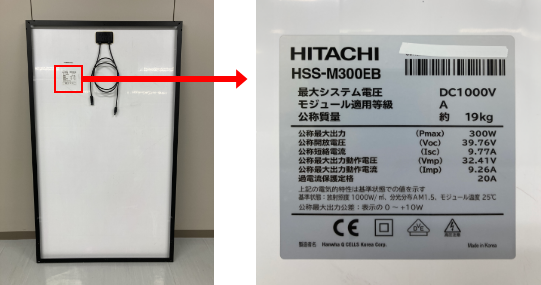 HITACHI
HSS-M300EB
最大システム電圧 DC1000V
モジュール適用等級 A
公称質量 約 19kg
公称最大出力 (Pmax) 300W
公称開放電圧 (Voc) 39.76V
公称短絡電流 (Isc) 9.77A
公称最大出力動作電圧 (Vmp) 32.41V
公称最大出力動作電流 (Imp) 9.26A
過電流保護定格 20A
上記の電気的特性は基準状態での値を示す
基準状態:放射照度 1000W/㎡, 分光分布AM1.5, モジュール温度 25℃
公称最大出力公差:表示の 0 ~ +10W
CE
製造者名 Hanwha Q CELLS Korea Corp. Made in Korea